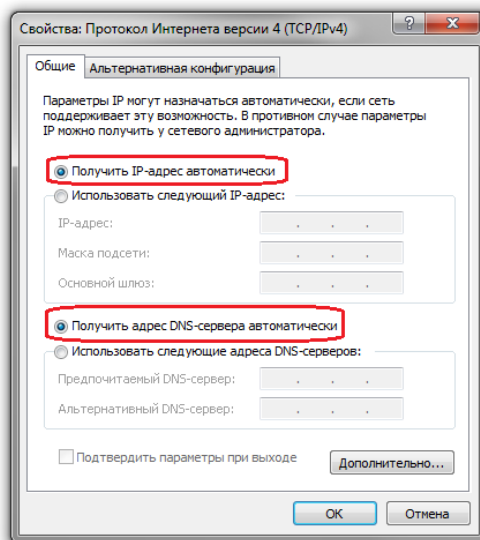 Свойства: Протокол Интернета версии 4 (TCP/IPv4)
Общие
Альтернативная конфигурация
Параметры IP могут назначаться автоматически, если сеть
поддерживает эту возможность. В противном случае параметры
IP можно получить у сетевого администратора.
Получить IP-адрес автоматически
Использовать следующий IP-адрес:
IP-адрес:
Маска подсети:
Основной шлюз:
Получить адрес DNS-сервера автоматически
Использовать следующие адреса DNS-серверов:
Предпочитаемый DNS-сервер:
Альтернативный DNS-сервер:
Подтвердить параметры при выходе
Дополнительно...
ОК
Отмена